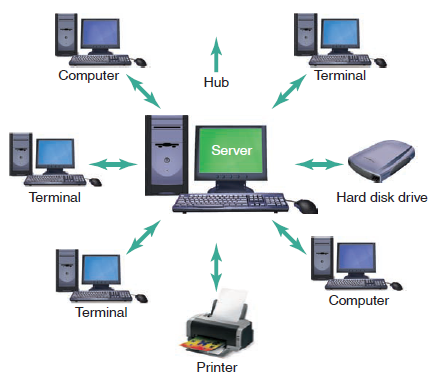 Computer
Hub
Terminal
Server
Terminal
Hard disk drive
Terminal
Computer
Printer